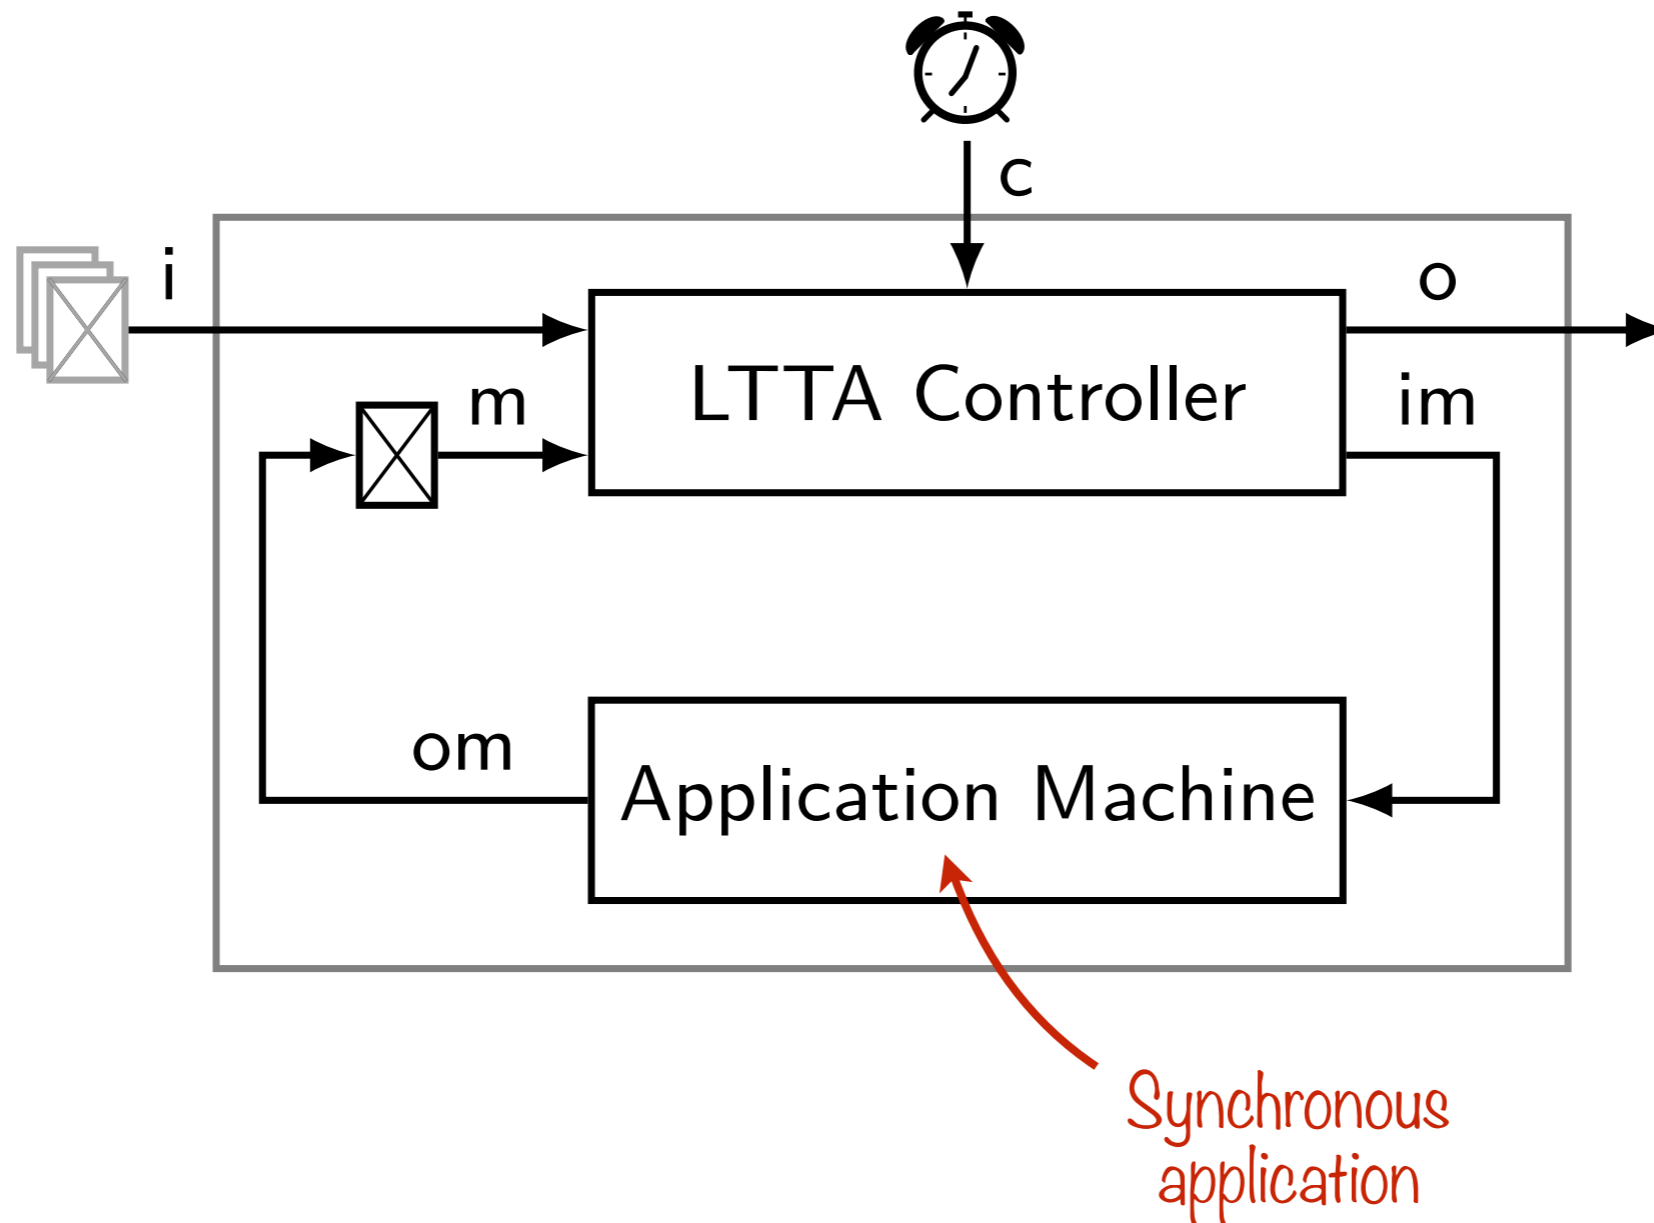 c
i
o
m
LTTA Controller
im
om
Application Machine
Synchronous
application